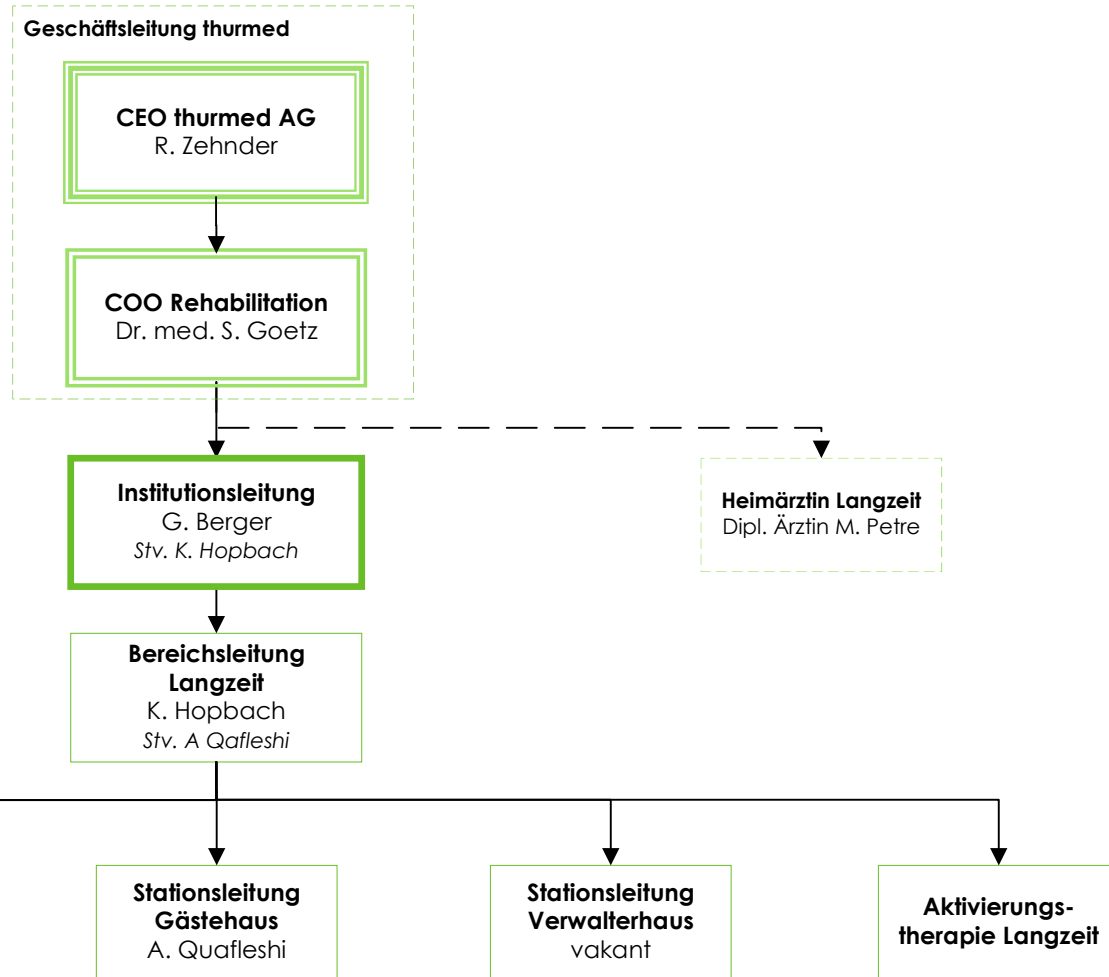 Geschäftsleitung thurmed
CEO thurmed AG
R. Zehnder
COO Rehabilitation
Dr. med. S. Goetz
Institutionsleitung
G. Berger
Stv. K. Hopbach
Heimärztin Langzeit
Dipl. Ärztin M. Petre
Bereichsleitung
Langzeit
K. Hopbach
Stv. A Qafleshi
Stationsleitung
Gästehaus
A. Quafleshi
Stationsleitung
Verwalterhaus
vakant
Aktivierungs-
therapie Langzeit